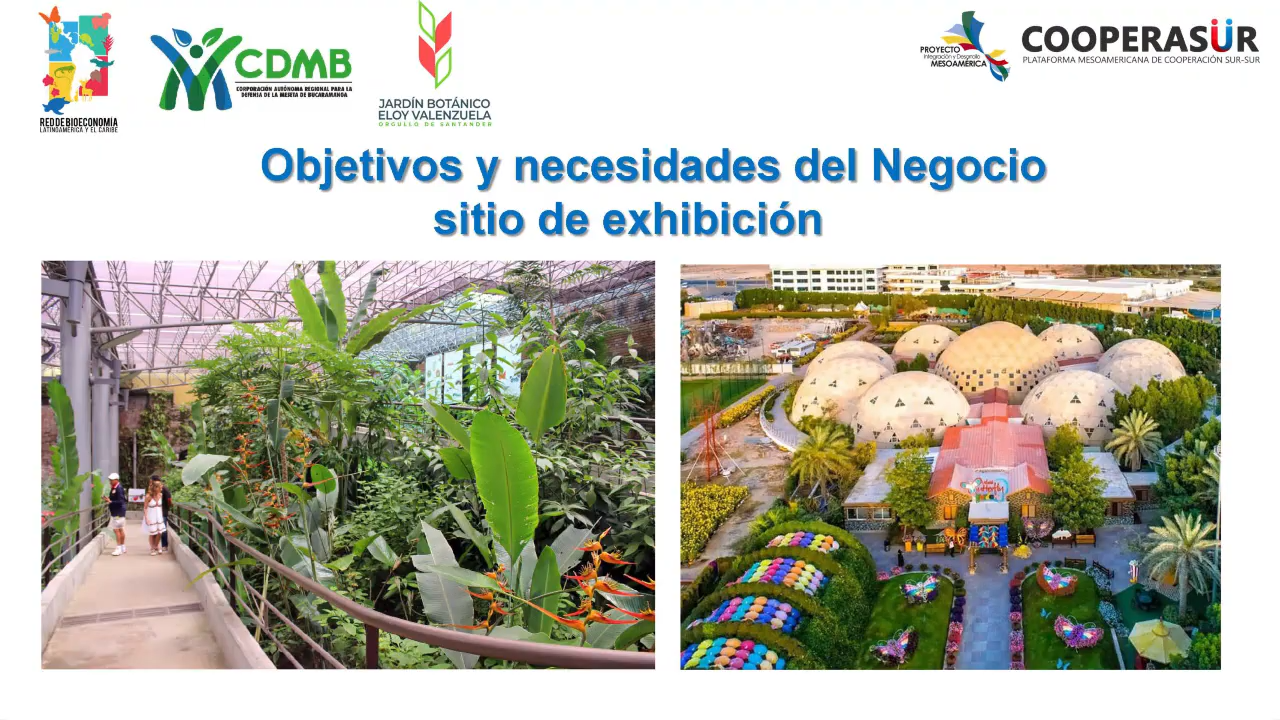 RED DE BIOECONOMÍA
LATINOAMERICA Y EL CARIBE
CDMB
CORPORACIÓN AUTÓNOMA REGIONAL PARA LA
DEFENSA DE LA MESETA DE BUCARAMANGA
JARDÍN BOTÁNICO
ELOY VALENZUELA
ORGULLO DE SANTANDER
PROYECTO
Integración y Desarrollo
MESOAMÉRICA
COOPERASÜR
PLATAFORMA MESOAMERICANA DE COOPERACIÓN SUR-SUR
Objetivos y necesidades del Negocio
sitio de exhibición